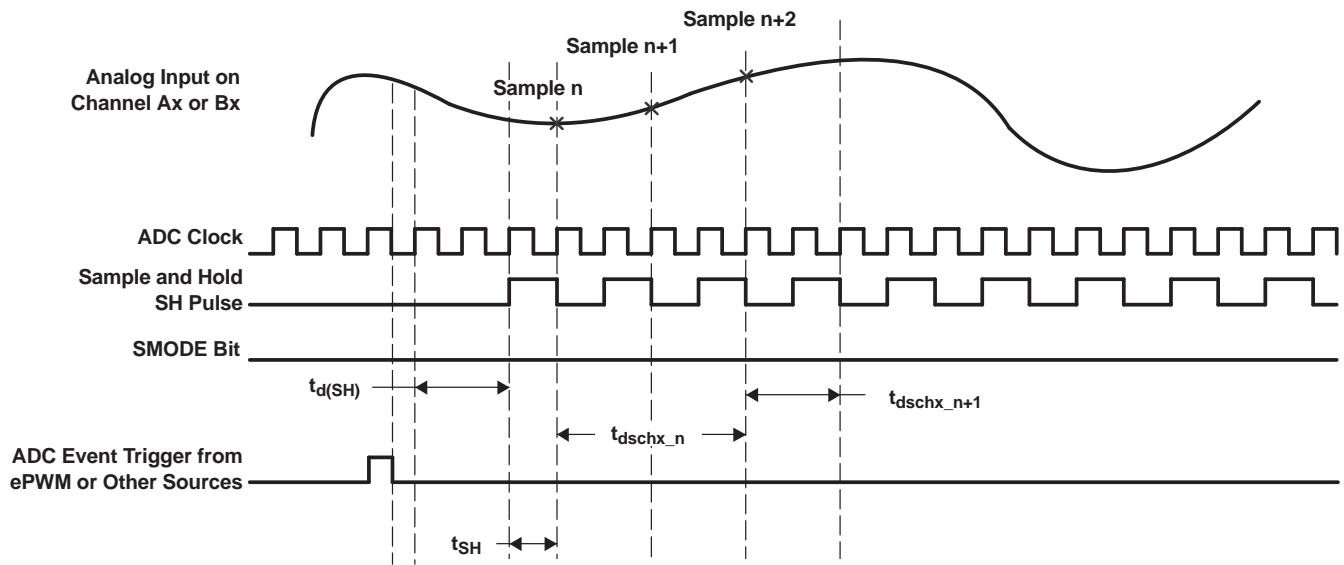 Sample n+2
Sample n+1
Analog Input on
Channel Ax or Bx
Sample n
ADC Clock
Sample and Hold
SH Pulse
SMODE Bit
td(SH)
tdschx_n+1
tdschx_n
ADC Event Trigger from
ePWM or Other Sources
tSH